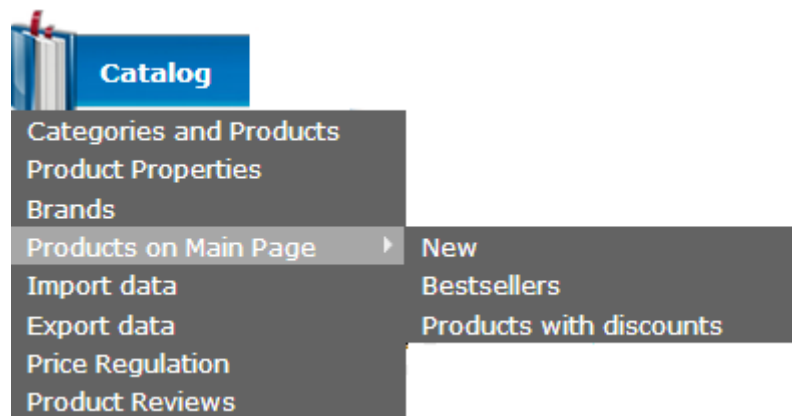 Catalog
Categories and Products
Product Properties
Brands
Products on Main Page
New
Import data
Bestsellers
Export data
Products with discounts
Price Regulation
Product Reviews